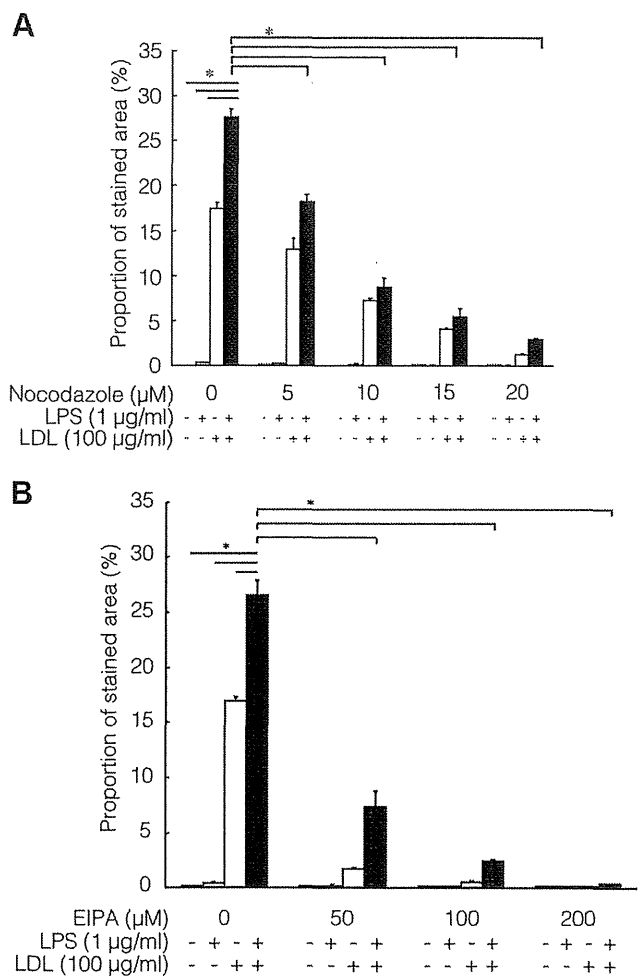 A
*
*
35
30
25
20
15
10
5
0
Proportion of stained area (%)
Nocodazole (µM) 0 5 10 15 20
LPS (1 µg/ml) - + - + - + - + - + - + - + - + - + - +
LDL (100 µg/ml) - - + + - - + + - - + + - - + + - - + +
B
*
*
35
30
25
20
15
10
5
0
Proportion of stained area (%)
EIPA (µM) 0 50 100 200
LPS (1 µg/ml) - + - + - + - + - + - + - + - +
LDL (100 µg/ml) - - + + - - + + - - + + - - + +